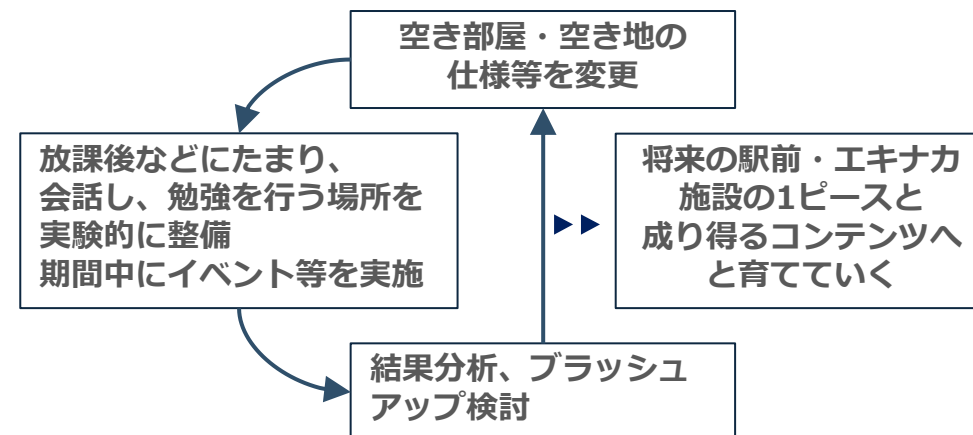 空き部屋・空き地の
仕様等を変更
放課後などにたまり、
会話し、勉強を行う場所を
実験的に整備
期間中にイベント等を実施
将来の駅前・エキナカ
施設の1ピースと
成り得るコンテンツへ
と育てていく
結果分析、ブラッシュ
アップ検討